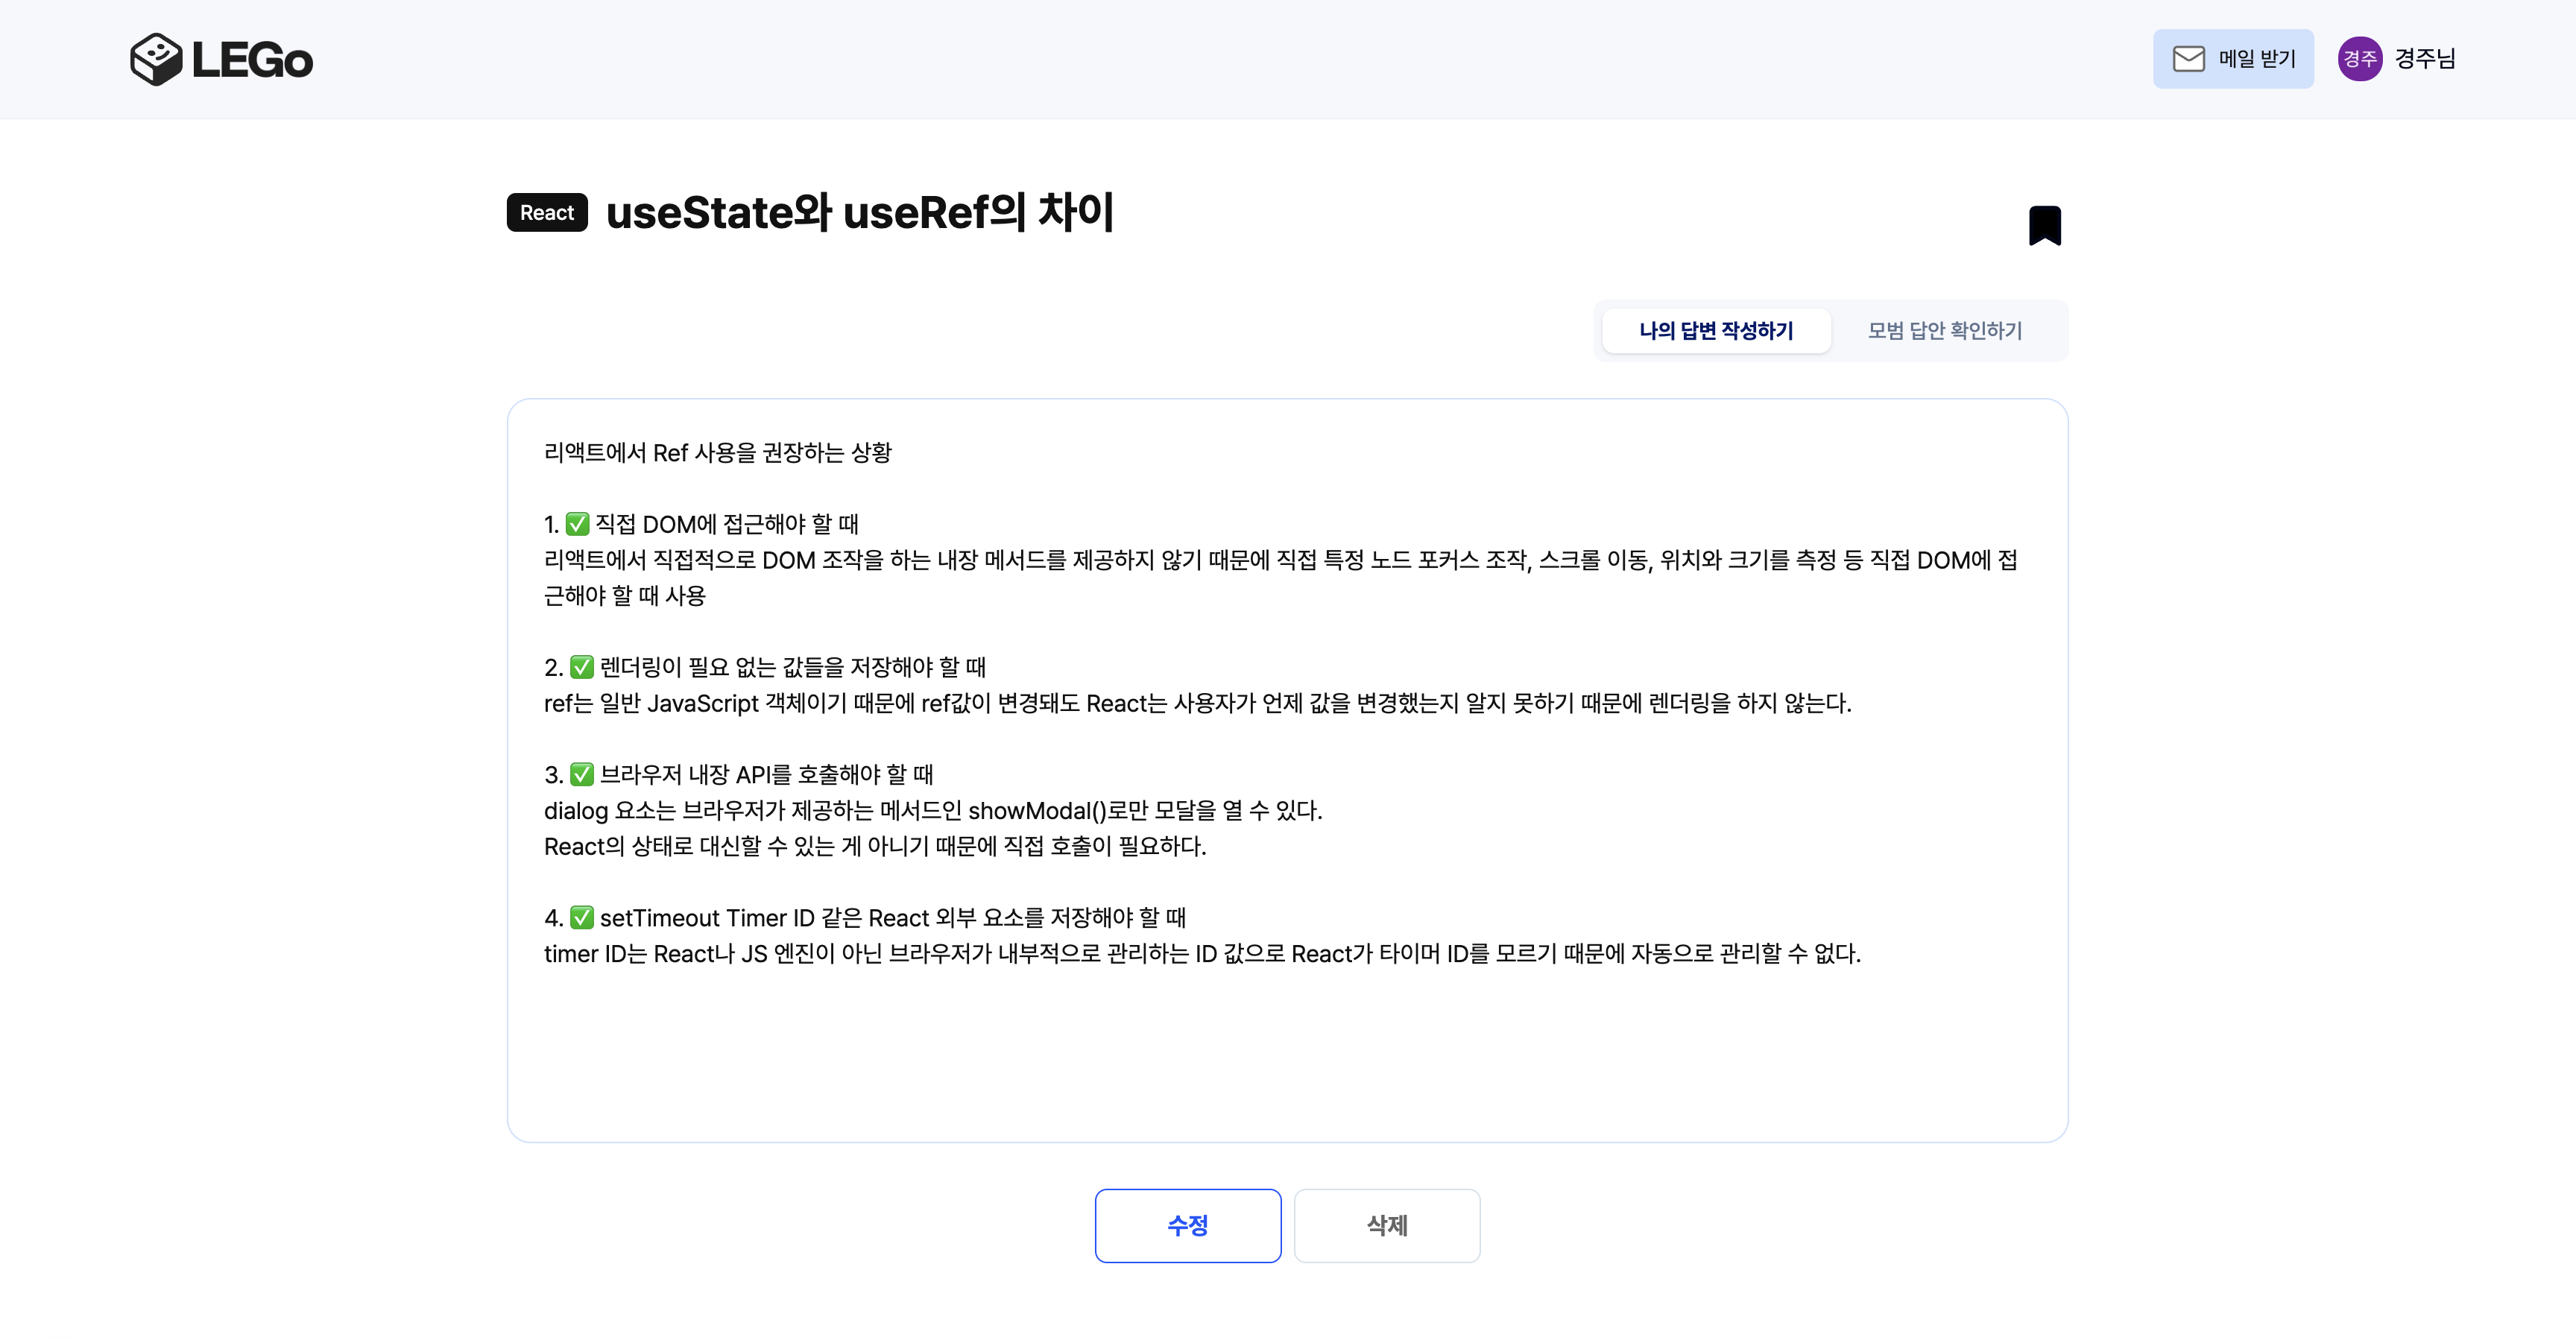 LEGo
메일 받기
경주
경주님
React
useState와 useRef의 차이
나의 답변 작성하기
모범 답안 확인하기
리액트에서 Ref 사용을 권장하는 상황
1. ✅ 직접 DOM에 접근해야 할 때
리액트에서 직접적으로 DOM 조작을 하는 내장 메서드를 제공하지 않기 때문에 직접 특정 노드 포커스 조작, 스크롤 이동, 위치와 크기를 측정 등 직접 DOM에 접
근해야 할 때 사용
2. ✅ 렌더링이 필요 없는 값들을 저장해야 할 때
ref는 일반 JavaScript 객체이기 때문에 ref값이 변경돼도 React는 사용자가 언제 값을 변경했는지 알지 못하기 때문에 렌더링을 하지 않는다.
3. ✅ 브라우저 내장 API를 호출해야 할 때
dialog 요소는 브라우저가 제공하는 메서드인 showModal()로만 모달을 열 수 있다.
React의 상태로 대신할 수 있는 게 아니기 때문에 직접 호출이 필요하다.
4. ✅ setTimeout Timer ID 같은 React 외부 요소를 저장해야 할 때
timer ID는 React나 JS 엔진이 아닌 브라우저가 내부적으로 관리하는 ID 값으로 React가 타이머 ID를 모르기 때문에 자동으로 관리할 수 없다.
수정
삭제